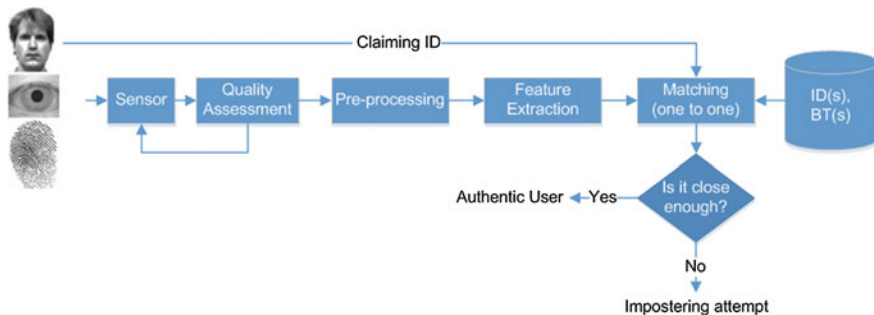 Claiming ID
Sensor
Quality
Assessment
Pre-processing
Feature
Extraction
Matching
(one to one)
ID(s),
BT(s)
Is it close
enough?
Yes
Authentic User
No
Impostering attempt